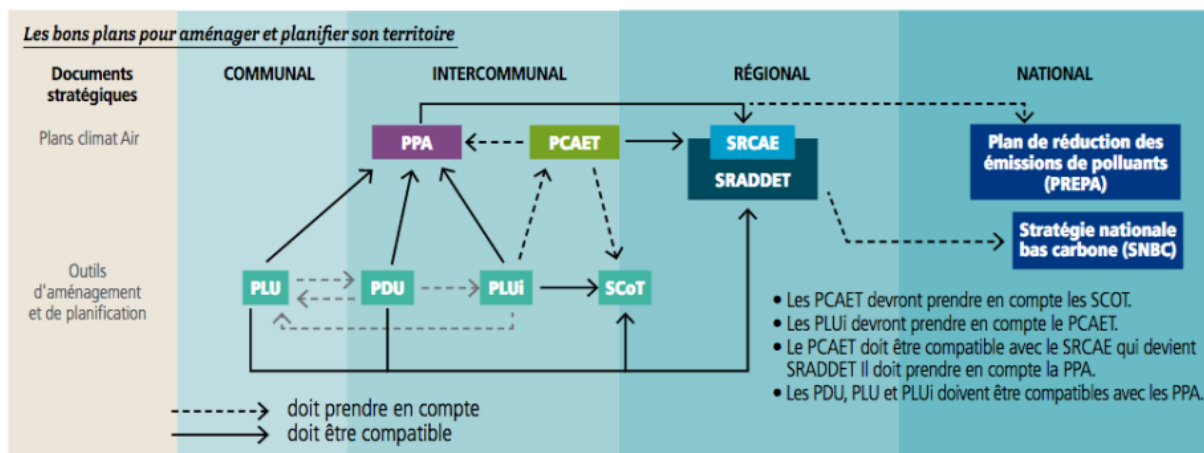 Les bons plans pour aménager et planifier son territoire
Documents
stratégiques
COMMUNAL
INTERCOMMUNAL
RÉGIONAL
NATIONAL
Plans climat Air
PPA
PCAET
SRCAE
SRADDET
Plan de réduction des
émissions de polluants
(PREPA)
Stratégie nationale
bas carbone (SNBC)
Outils
d'aménagement
et de planification
PLU
PDU
PLUi
SCoT
• Les PCAET devront prendre en compte les SCOT.
• Les PLUi devront prendre en compte le PCAET.
• Le PCAET doit être compatible avec le SRCAE qui devient
SRADDET Il doit prendre en compte la PPA.
• Les PDU, PLU et PLUi doivent être compatibles avec les PPA.
doit prendre en compte
doit être compatible